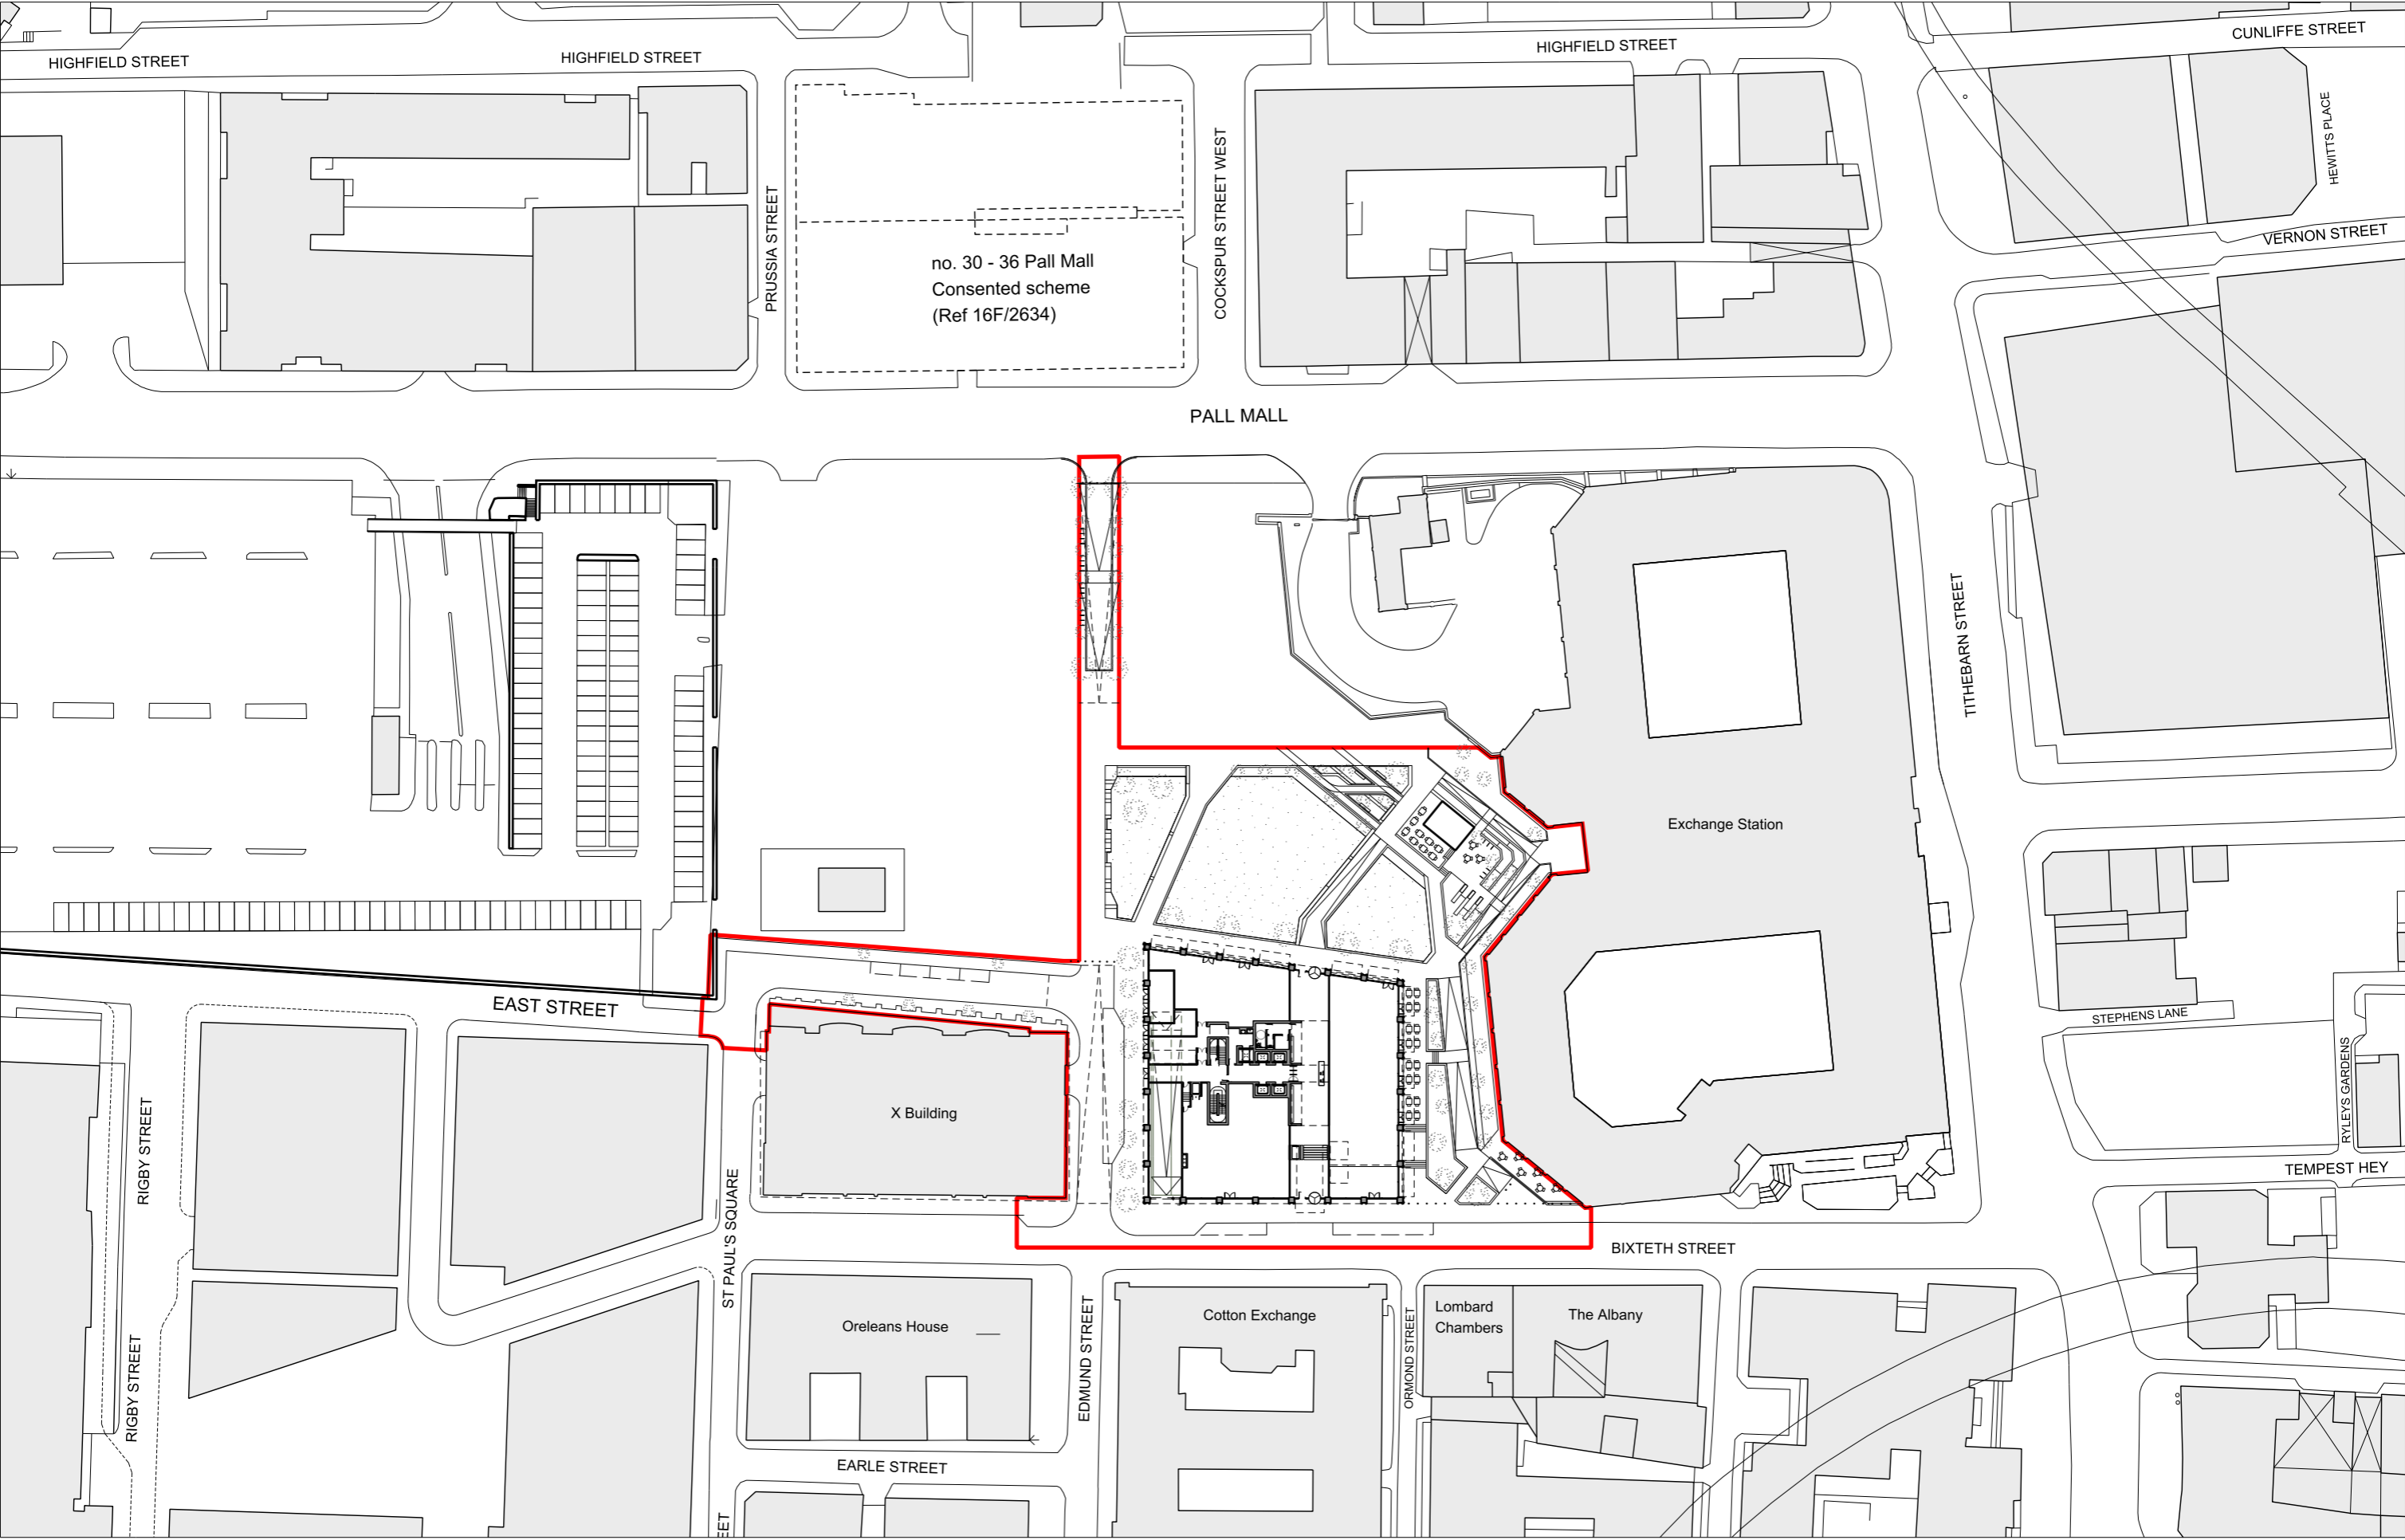 HIGHFIELD STREET
HIGHFIELD STREET
HIGHFIELD STREET
CUNLIFFE STREET
HEWITTS PLACE
PRUSSIA STREET
COCKSPUR STREET WEST
VERNON STREET
no. 30 - 36 Pall Mall
Consented scheme
(Ref 16F/2634)
PALL MALL
TITHEBARN STREET
Exchange Station
EAST STREET
STEPHENS LANE
RYLEYS GARDENS
X Building
RIGBY STREET
ST PAUL'S SQUARE
TEMPEST HEY
BIXTETH STREET
Oreleans House
EDMUND STREET
Cotton Exchange
ORMOND STREET
Lombard
Chambers
The Albany
RIGBY STREET
EARLE STREET
EET